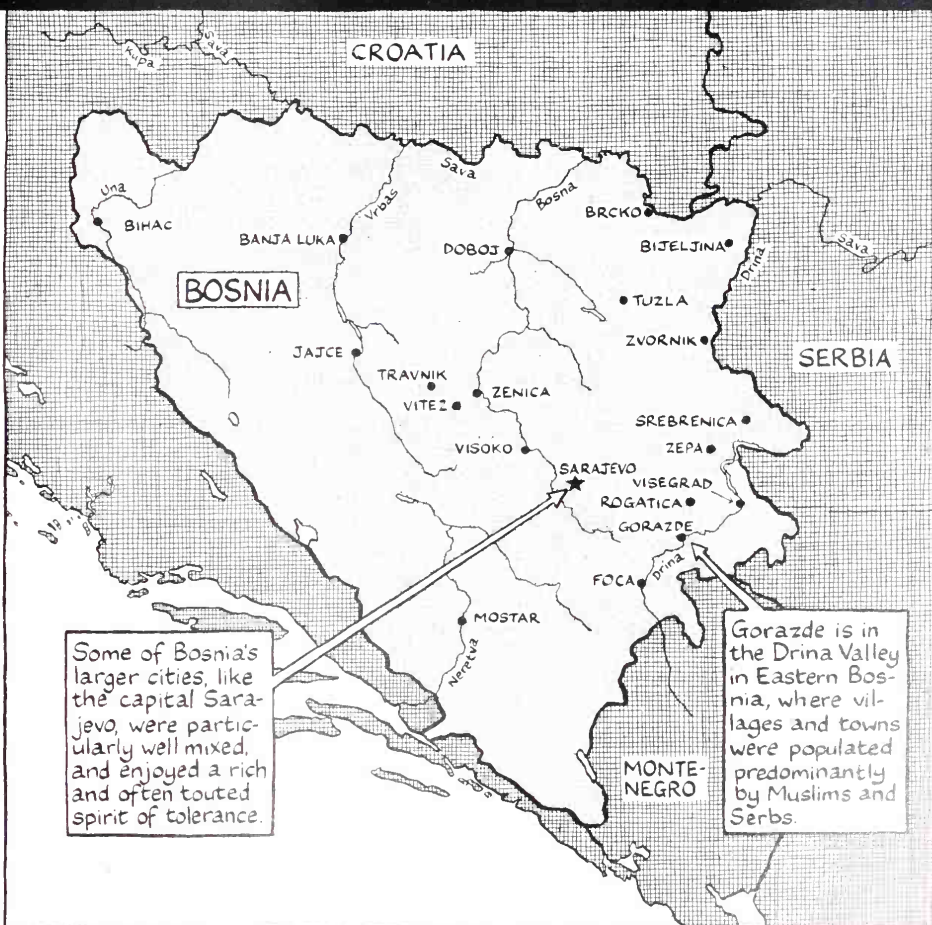 CROATIA
Sava
Kupa
Una
BIHAC
BANJA LUKA
Vrbas
Sava
Bosna
DOBOJ
BRCKO
BIJELJINA
Drina
Sava
BOSNIA
TUZLA
ZVORNIK
SERBIA
JAJCE
TRAVNIK
VITEZ
ZENICA
SREBRENICA
ZEPA
VISOKO
SARAJEVO
VISEGRAD
ROGATICA
GORAZDE
Drina
FOCA
MOSTAR
Neretva
MONTE-
NEGRO
Some of Bosnia's
larger cities, like
the capital Sara-
jevo, were partic-
ularly well mixed,
and enjoyed a rich
and often touted
spirit of tolerance.
Gorazde is in
the Drina Valley
in Eastern Bos-
nia, where vil-
lages and towns
were populated
predominantly
by Muslims and
Serbs.